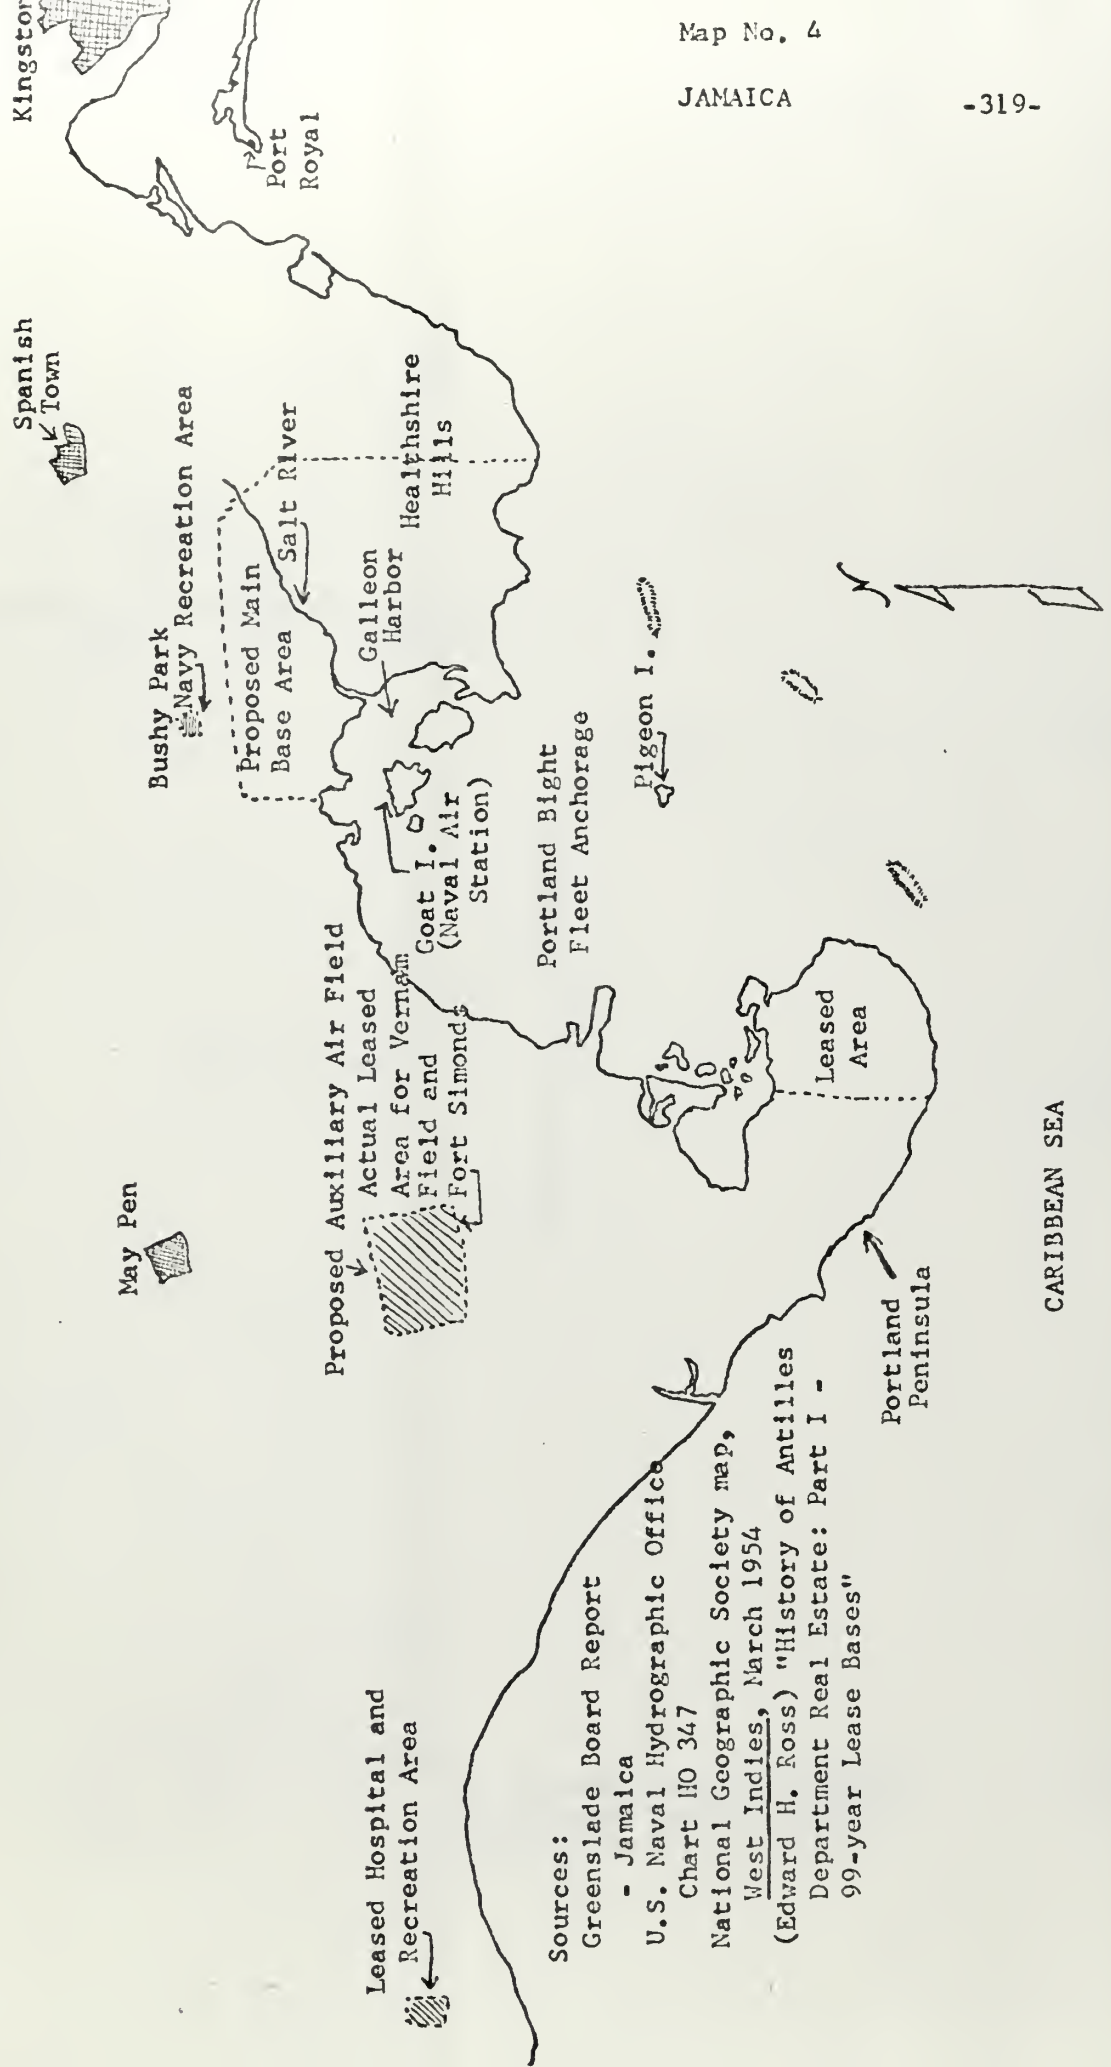 Map No. 4
JAMAICA
-319-
Kingston
Port
Royal
Spanish
Town
Bushy Park
Navy Recreation Area
Proposed Main
Base Area
Salt River
Galleon
Harbor
Healthshire
Hills
Goat I.
(Naval Air
Station)
Portland Bight
Fleet Anchorage
Pigeon I.
May Pen
Proposed Auxiliary Air Field
Actual Leased
Area for Vernam
Field and
Fort Simonds
Leased
Area
Portland
Peninsula
CARIBBEAN SEA
Leased Hospital and
Recreation Area
Sources:
Greenslade Board Report
- Jamaica
U.S. Naval Hydrographic Office
Chart HO 347
National Geographic Society map,
West Indies, March 1954
(Edward H. Ross) "History of Antilles
Department Real Estate: Part I -
99-year Lease Bases"